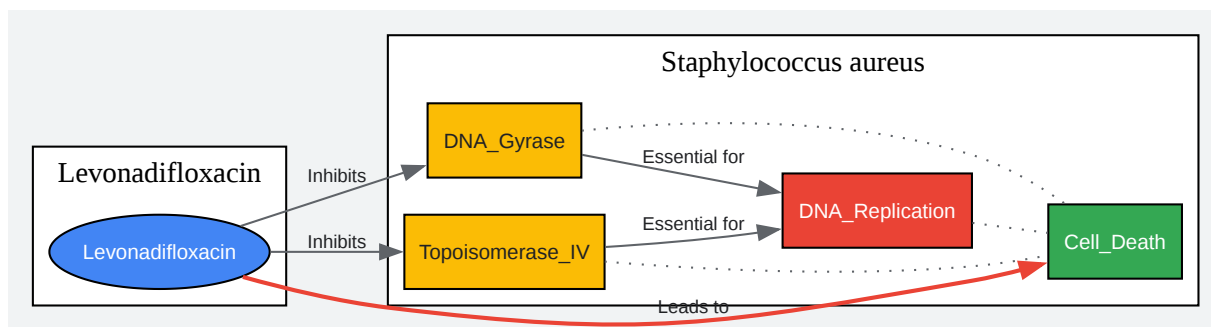 Staphylococcus aureus
DNA_Gyrase
Essential for
Levonadifloxacin
Inhibits
DNA_Replication
Essential for
Levonadifloxacin
Inhibits
Topoisomerase_IV
Cell_Death
Leads to